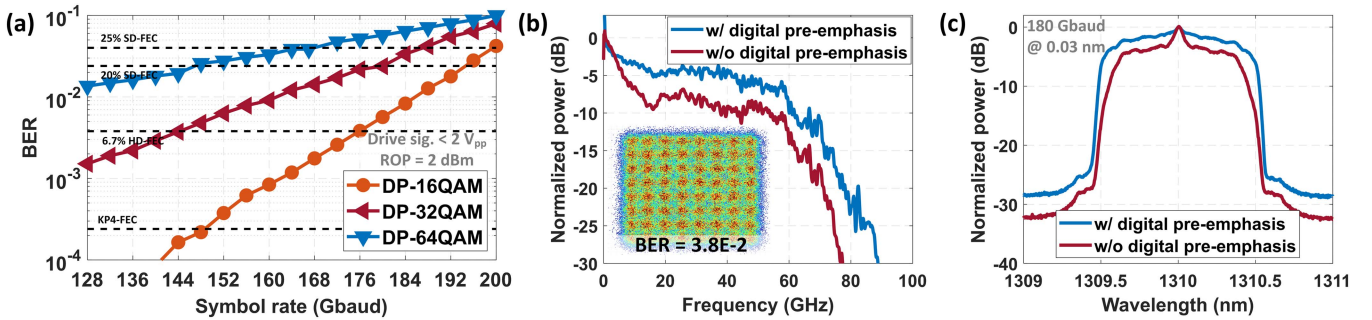 (a)
BER
10⁻¹
10⁻²
10⁻³
10⁻⁴
25% SD-FEC
20% SD-FEC
6.7% HD-FEC
KP4-FEC
Drive sig. < 2 Vpp
ROP = 2 dBm
DP-16QAM
DP-32QAM
DP-64QAM
128 136 144 152 160 168 176 184 192 200
Symbol rate (Gbaud)
(b)
Normalized power (dB)
5
0
-5
-10
-15
-20
-25
-30
w/ digital pre-emphasis
w/o digital pre-emphasis
BER = 3.8E-2
0 20 40 60 80 100
Frequency (GHz)
(c)
Normalized power (dB)
0
-10
-20
-30
-40
180 Gbaud
@ 0.03 nm
w/ digital pre-emphasis
w/o digital pre-emphasis
1309 1309.5 1310 1310.5 1311
Wavelength (nm)